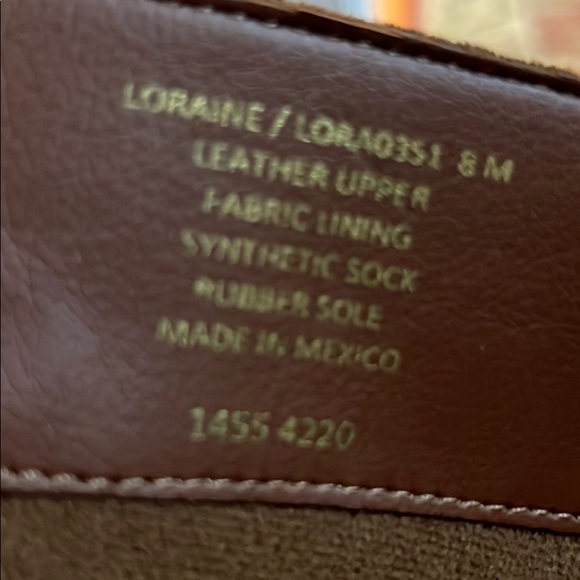 LORAINE / LORA0351 8 M
LEATHER UPPER
FABRIC LINING
SYNTHETIC SOCK
RUBBER SOLE
MADE IN MEXICO
1455 4220